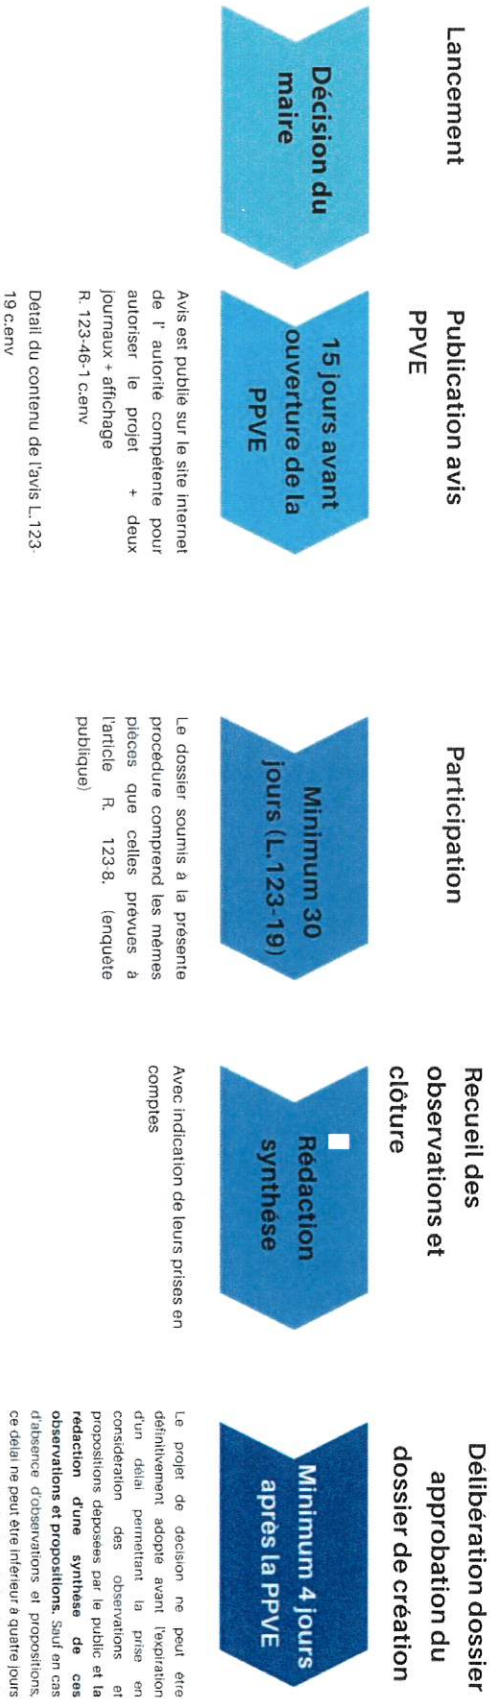 Lancement
Décision du
maire
Publication avis
PPVE
15 jours avant
ouverture de la
PPVE
Avis est publié sur le site internet
de l' autorité compétente pour
autoriser le projet + deux
journaux + affichage
R. 123-46-1 c.env
Détail du contenu de l'avis L.123-
19 c.env
Participation
Minimum 30
jours (L.123-19)
Le dossier soumis à la présente
procédure comprend les mêmes
pièces que celles prévues à
l'article R. 123-8. (enquête
publique)
Recueil des
observations et
clôture
Rédaction
synthése
Avec indication de leurs prises en
comptes
Délibération dossier
approbation du
dossier de création
Minimum 4 jours
après la PPVE
Le projet de décision ne peut être
définitivement adopté avant l'expiration
d'un délai permettant la prise en
considération des observations et
propositions déposées par le public et la
rédaction d'une synthèse de ces
observations et propositions. Sauf en cas
d'absence d'observations et propositions,
ce délai ne peut être inférieur à quatre jours